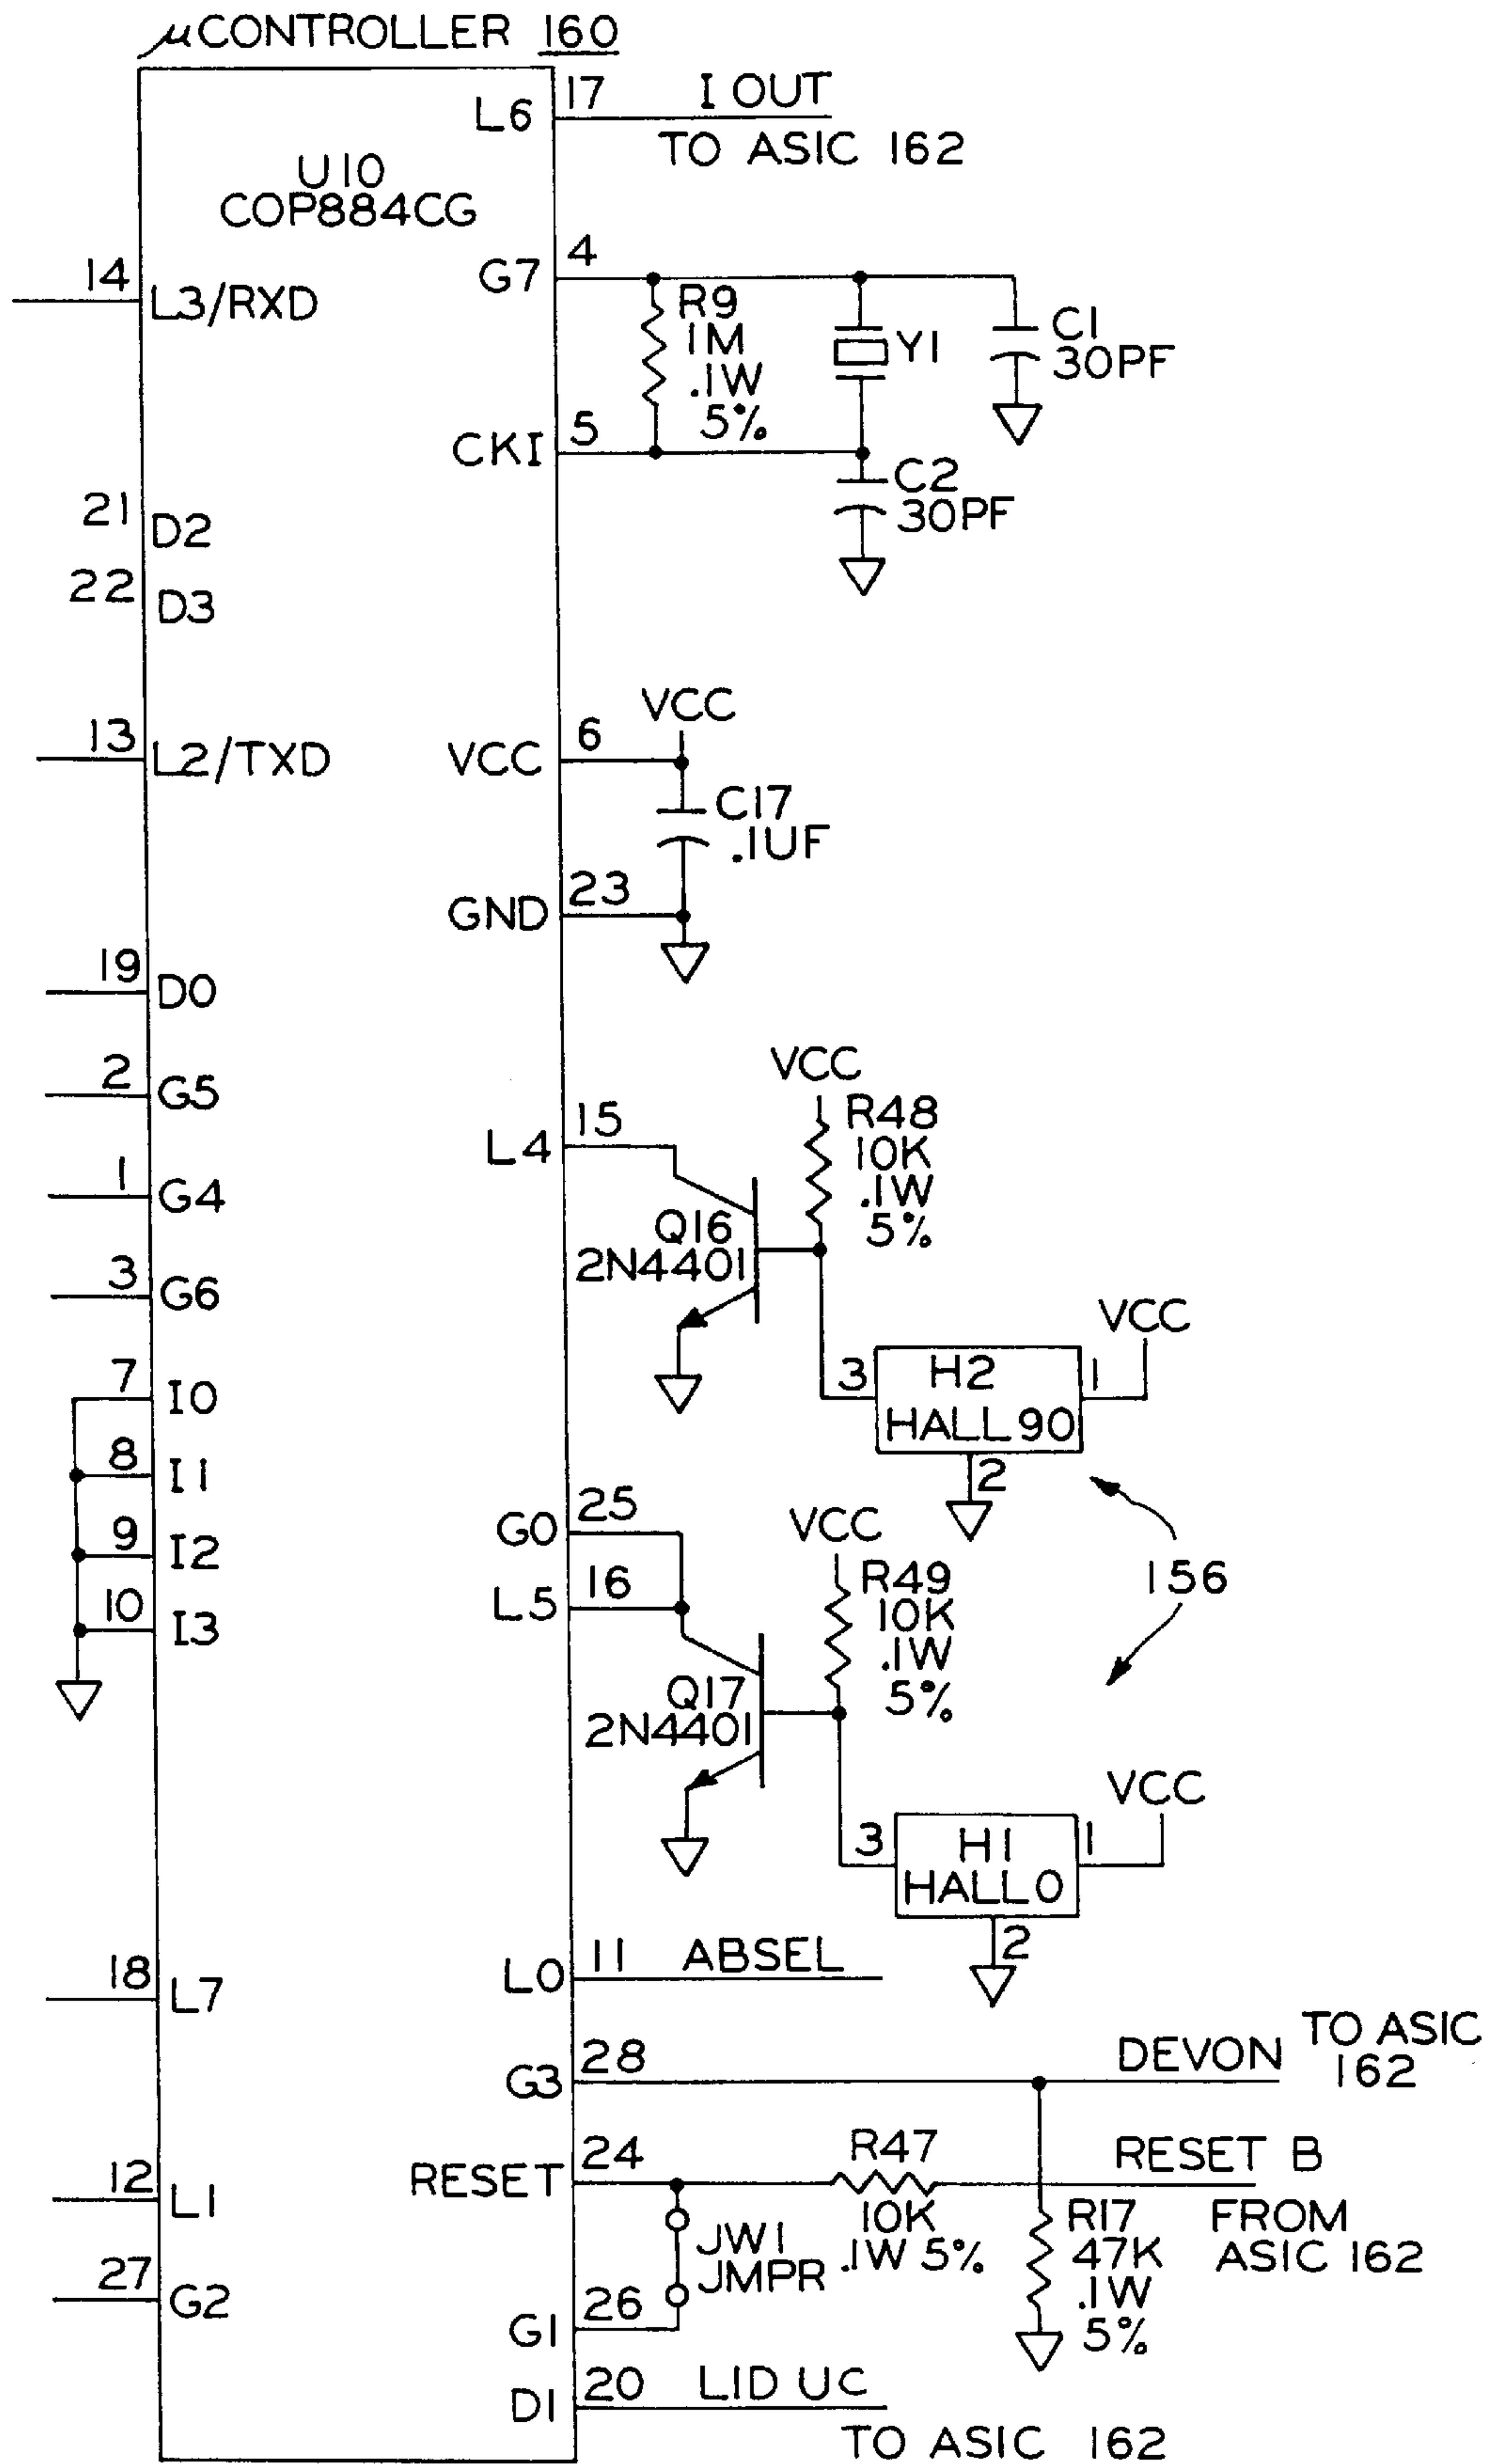 μCONTROLLER 160
L6 17 I OUT
TO ASIC 162
U10
COP884CG
14 L3/RXD
G7 4
R9
1M
.1W
5%
Y1
C1
30PF
CKI 5
C2
30PF
21 D2
22 D3
13 L2/TXD
VCC 6
VCC
C17
.1UF
GND 23
19 D0
2 G5
1 G4
3 G6
L4 15
VCC
R48
10K
.1W
5%
Q16
2N4401
VCC
3 H2 1
HALL 90
2
7 I0
8 I1
9 I2
10 I3
G0 25
L5 16
VCC
R49
10K
.1W
5%
156
Q17
2N4401
VCC
3 H1 1
HALL 0
2
18 L7
L0 11 ABSEL
G3 28 DEVON TO ASIC
162
RESET 24 R47 RESET B
10K
.1W 5%
FROM
ASIC 162
R17
47K
.1W
5%
JW1
JMPR
12 L1
27 G2
G1 26
D1 20 LID UC
TO ASIC 162